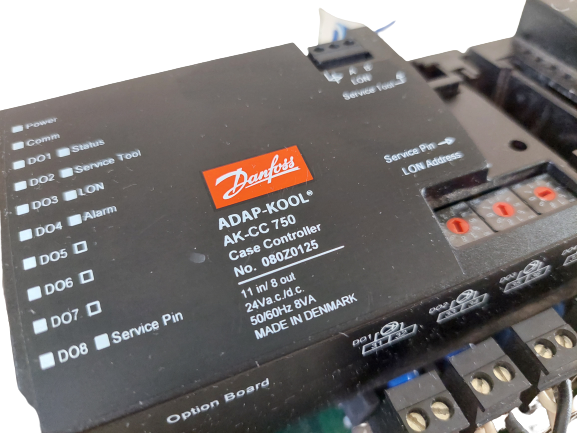 Power
Comm
DO1 Status
DO2 Service Tool
DO3 LON
DO4 Alarm
DO5
DO6
DO7
DO8 Service Pin
Danfoss
ADAP-KOOL®
AK-CC 750
Case Controller
No. 080Z0125
11 in/ 8 out
24Va.c./d.c.
50/60Hz 8VA
MADE IN DENMARK
A B
LON
Service Tool
Service Pin
LON Address
DO1
DO2
DO3
Option Board